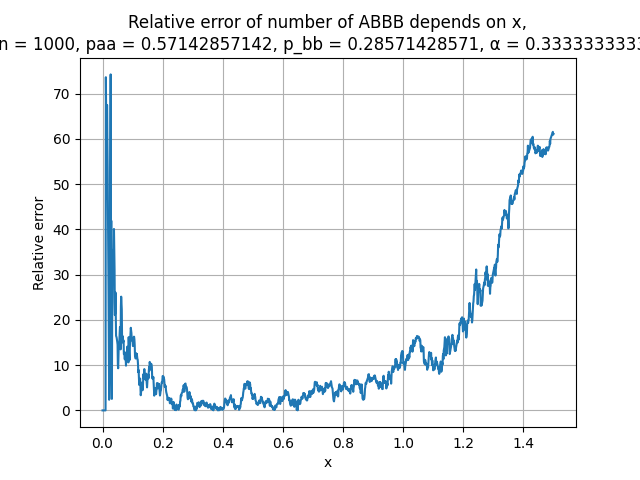 Relative error of number of ABBB depends on x,
n = 1000, paa = 0.57142857142, p_bb = 0.28571428571, α = 0.3333333333
70
60
50
40
30
20
10
0
Relative error
0.0 0.2 0.4 0.6 0.8 1.0 1.2 1.4
x